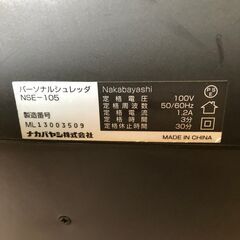 パーソナルシュレッダ
NSE-105
製造番号
ML13003509
ナカバヤシ株式会社
Nakabayashi
定格電圧 100V
定格周波数 50/60Hz
定格電流 1.2A
定格時間 3分
定格休止時間 30分
MADE IN CHINA